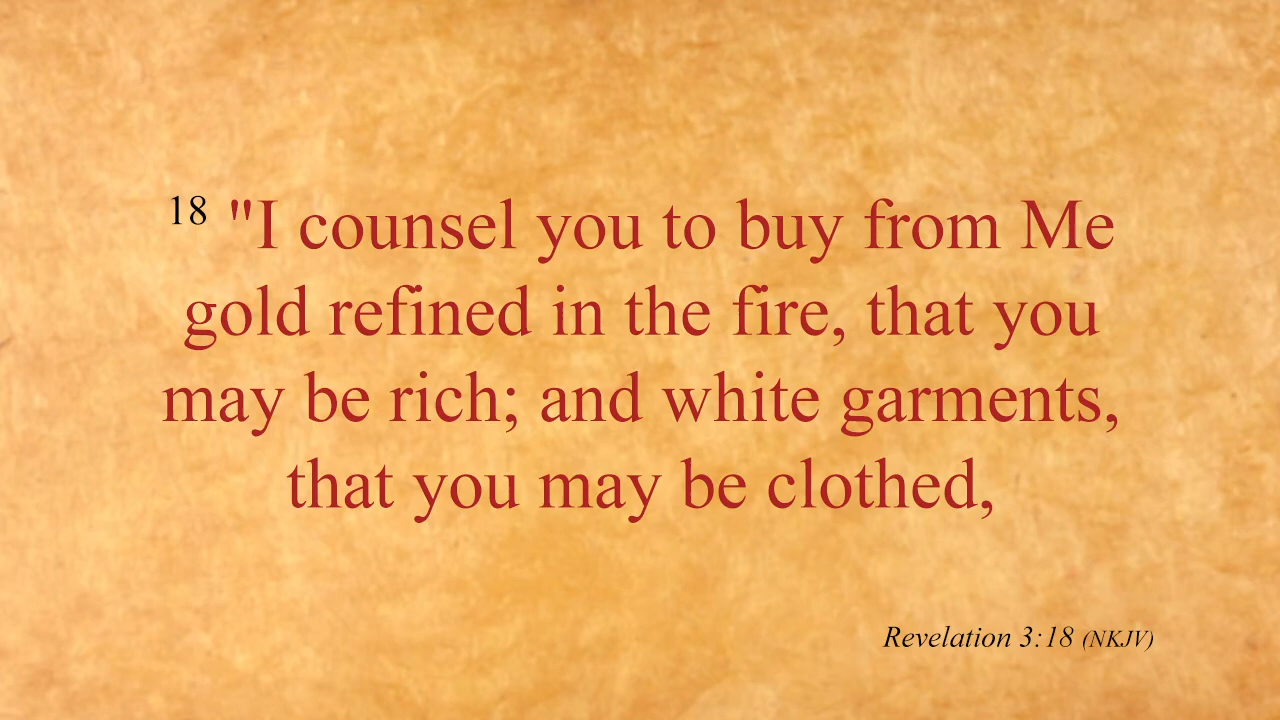 18 "I counsel you to buy from Me
gold refined in the fire, that you
may be rich; and white garments,
that you may be clothed,
Revelation 3:18 (NKJV)